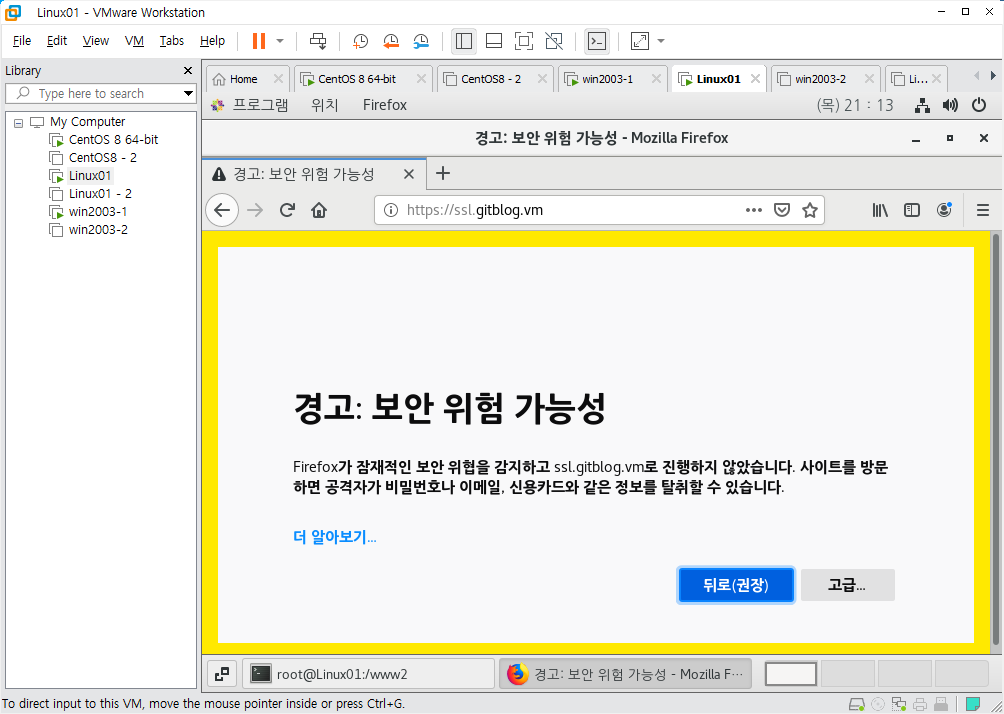 Linux01 - VMware Workstation
File Edit View VM Tabs Help
Library
Type here to search
My Computer
CentOS 8 64-bit
CentOS8 - 2
Linux01
Linux01 - 2
win2003-1
win2003-2
Home CentOS 8 64-bit CentOS8 - 2 win2003-1 Linux01 win2003-2 Li...
프로그램 위치 Firefox (목) 21 : 13
경고: 보안 위험 가능성 - Mozilla Firefox
경고: 보안 위험 가능성
https://ssl.gitblog.vm
경고: 보안 위험 가능성
Firefox가 잠재적인 보안 위협을 감지하고 ssl.gitblog.vm로 진행하지 않았습니다. 사이트를 방문
하면 공격자가 비밀번호나 이메일, 신용카드와 같은 정보를 탈취할 수 있습니다.
더 알아보기...
뒤로(권장) 고급...
root@Linux01:/www2 경고: 보안 위험 가능성 - Mozilla F···
To direct input to this VM, move the mouse pointer inside or press Ctrl+G.